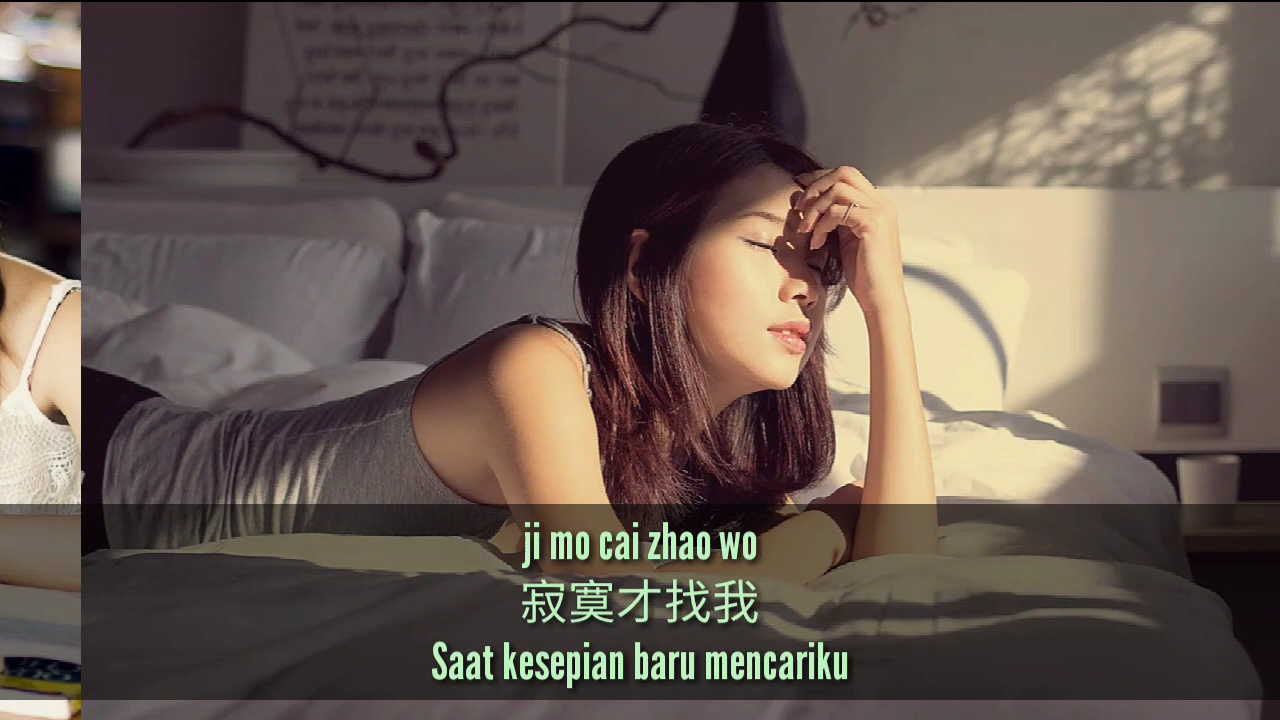 ji mo cai zhao wo
寂寞才找我
Saat kesepian baru mencariku